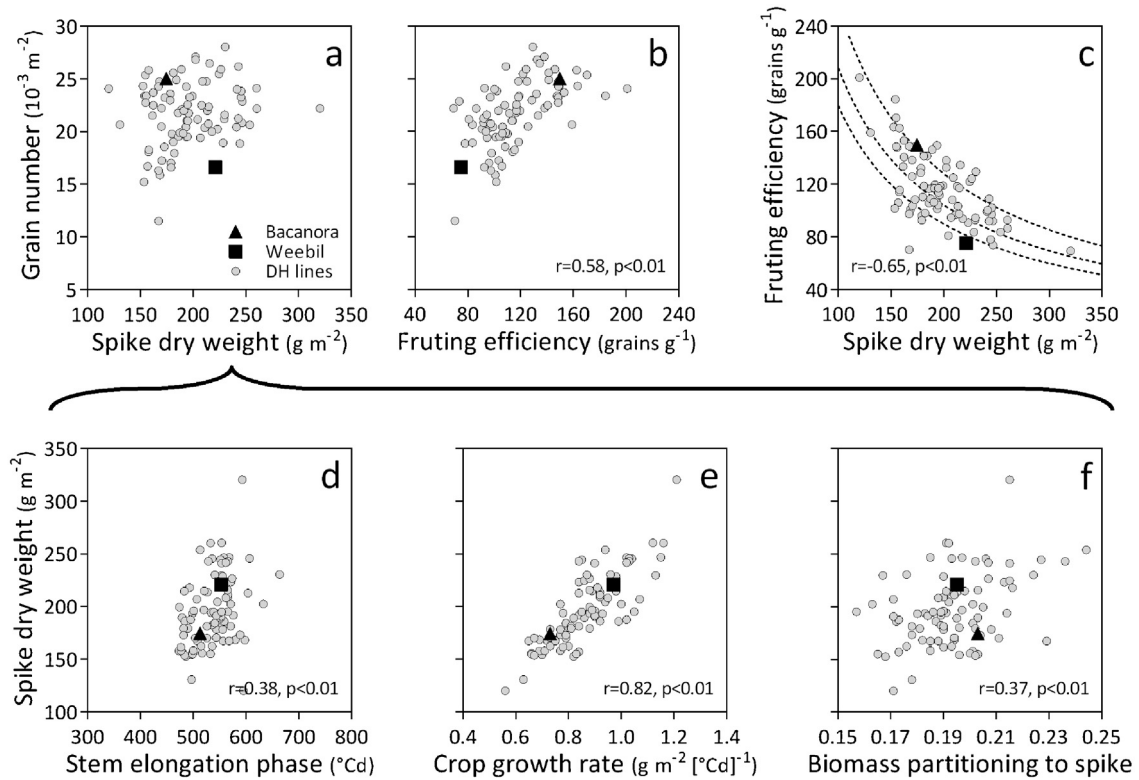 a
Grain number (10⁻³ m⁻²)
30
25
20
15
10
5
Bacanora
Weebil
DH lines
100 150 200 250 300 350
Spike dry weight (g m⁻²)
b
r=0.58, p<0.01
40 80 120 160 200 240
Fruting efficiency (grains g⁻¹)
c
Fruting efficiency (grains g⁻¹)
240
200
160
120
80
40
r=-0.65, p<0.01
100 150 200 250 300 350
Spike dry weight (g m⁻²)
d
Spike dry weight (g m⁻²)
350
300
250
200
150
100
r=0.38, p<0.01
300 400 500 600 700 800
Stem elongation phase (°Cd)
e
r=0.82, p<0.01
0.4 0.6 0.8 1.0 1.2 1.4
Crop growth rate (g m⁻² [°Cd]⁻¹)
f
r=0.37, p<0.01
0.15 0.17 0.19 0.21 0.23 0.25
Biomass partitioning to spike